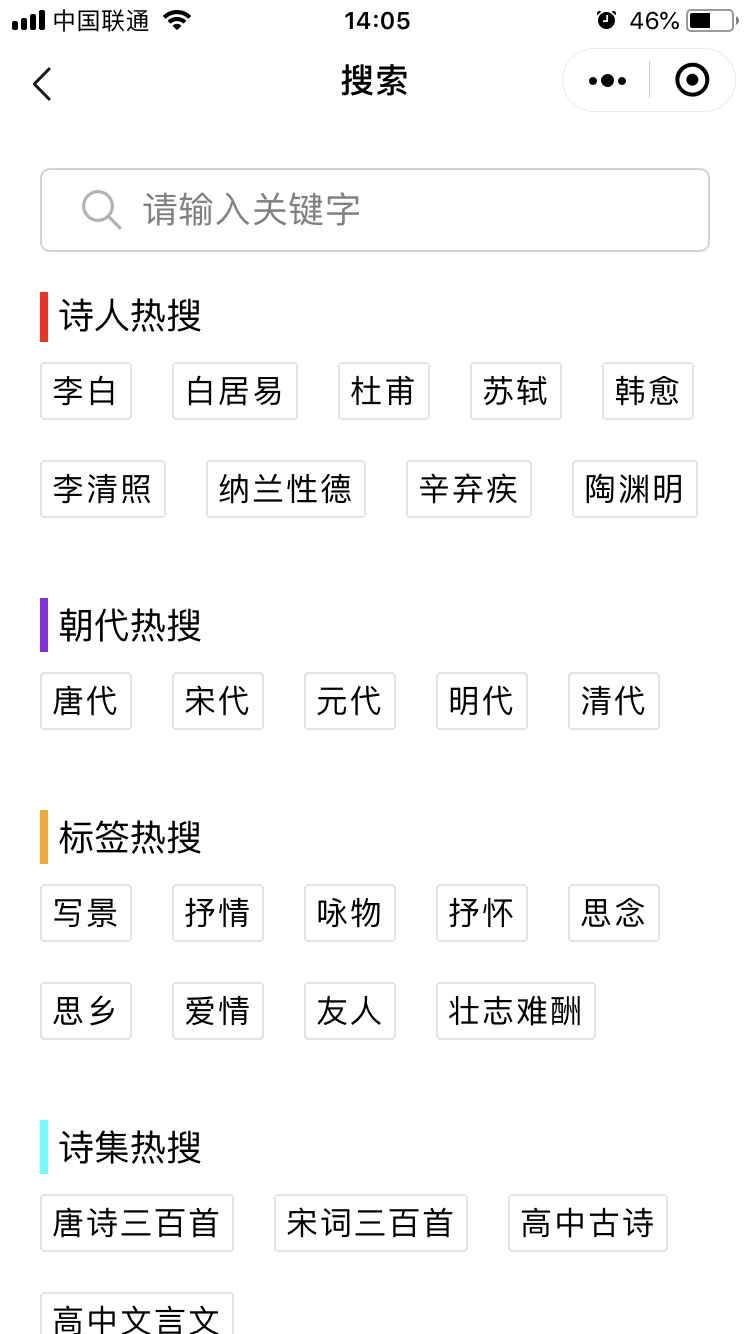 中国联通 14:05 46%
搜索
请输入关键字
诗人热搜
李白 白居易 杜甫 苏轼 韩愈
李清照 纳兰性德 辛弃疾 陶渊明
朝代热搜
唐代 宋代 元代 明代 清代
标签热搜
写景 抒情 咏物 抒怀 思念
思乡 爱情 友人 壮志难酬
诗集热搜
唐诗三百首 宋词三百首 高中古诗
高中文言文